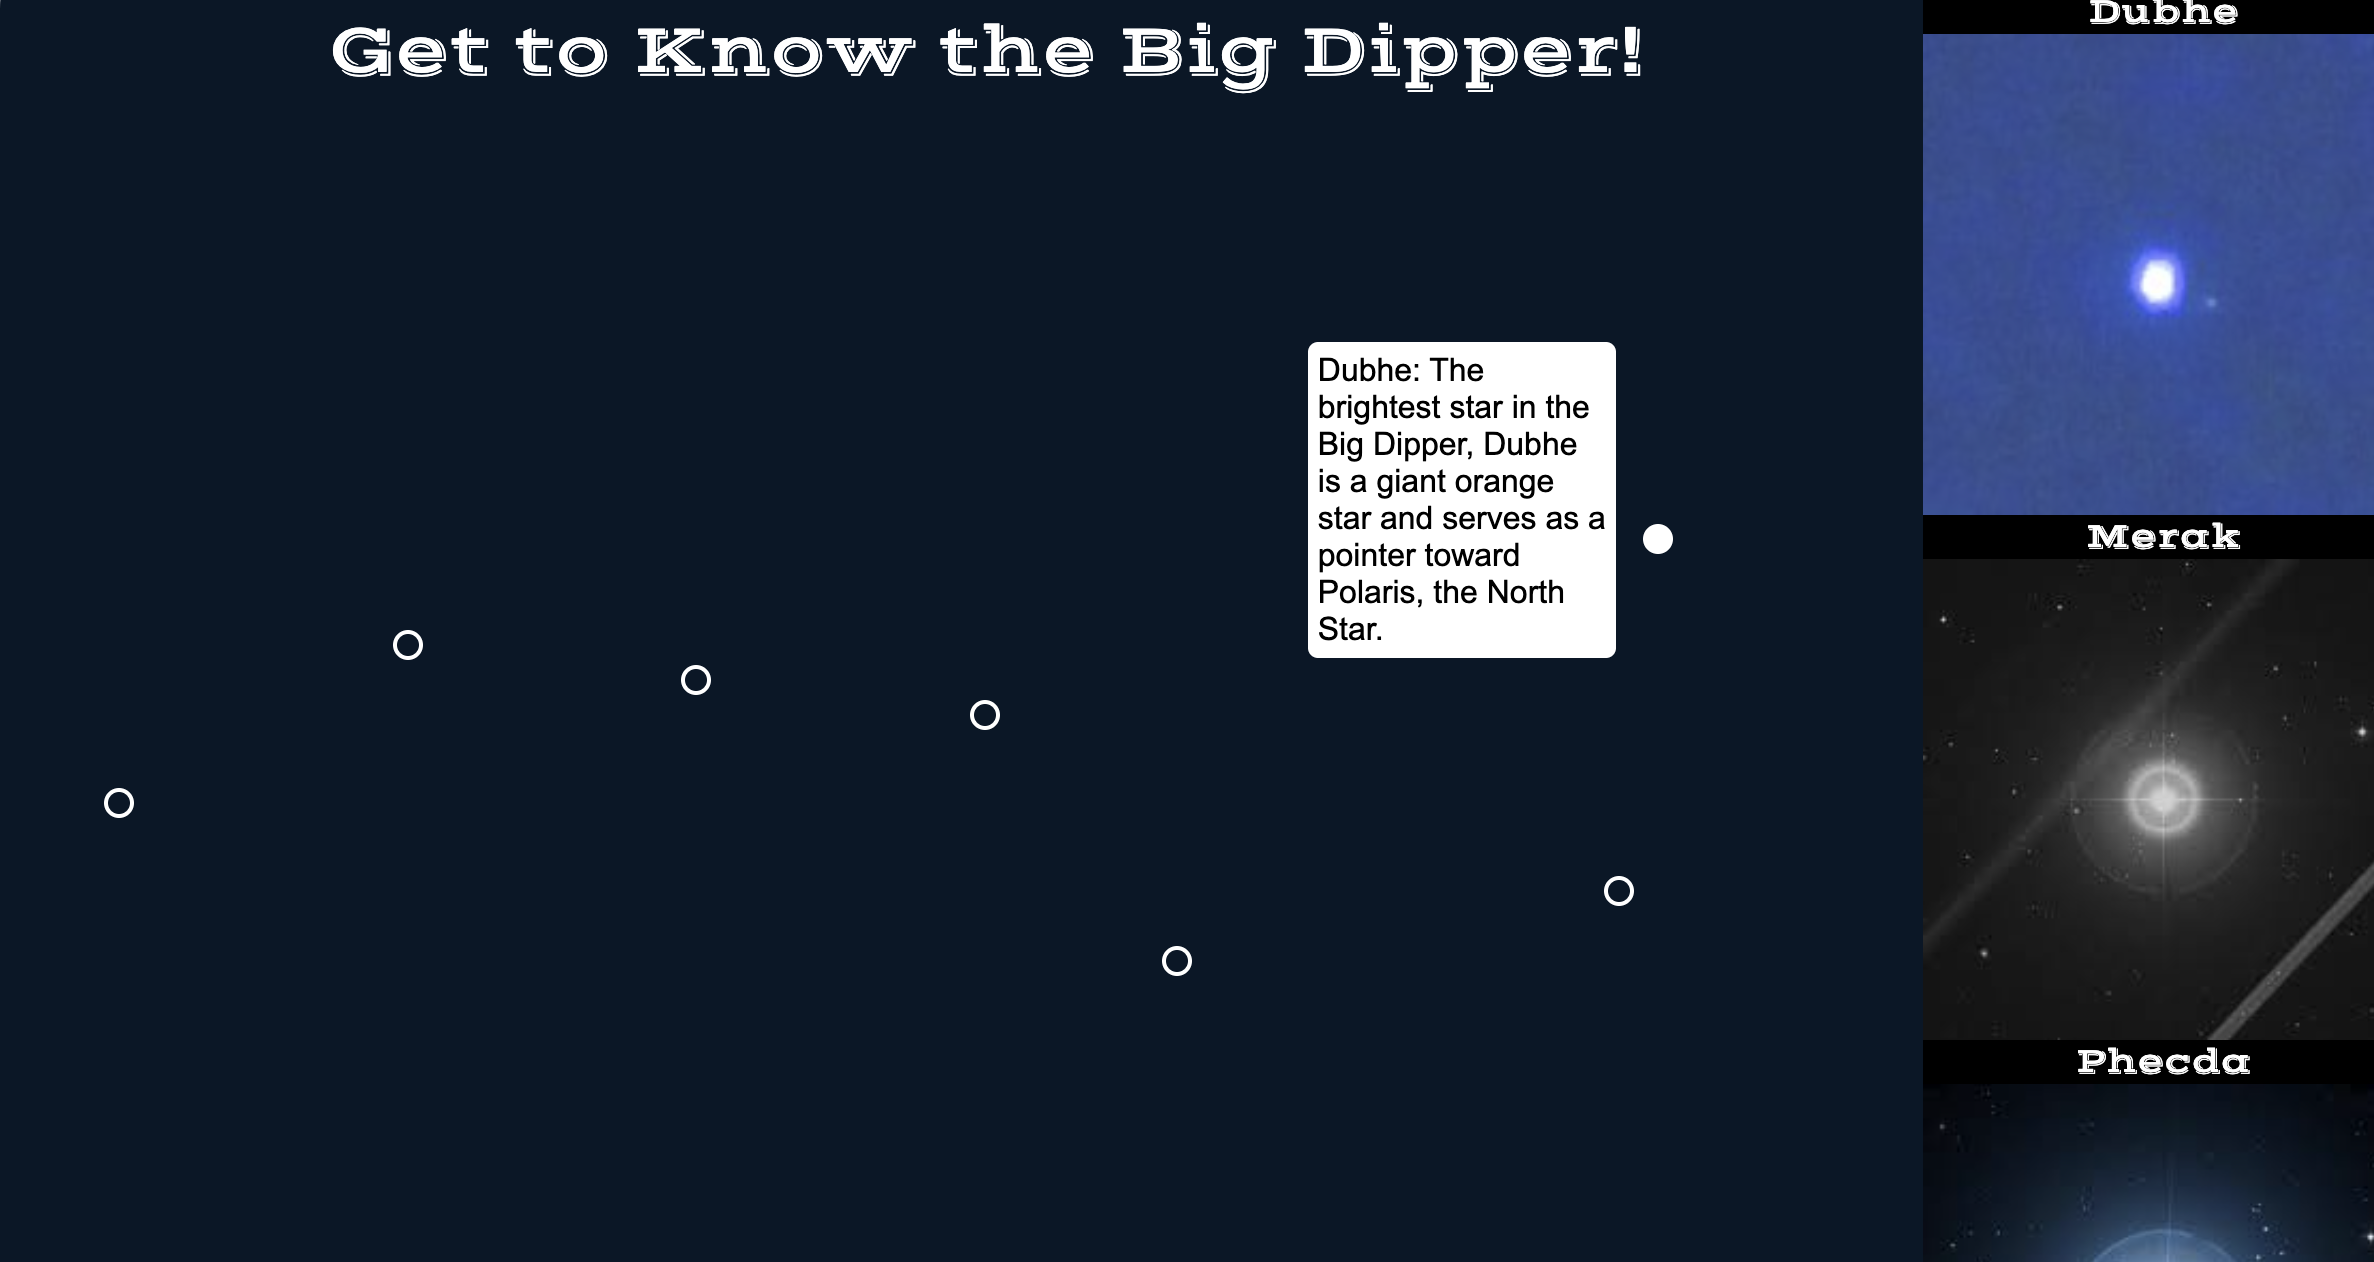 Get to Know the Big Dipper!
Dubhe: The
brightest star in the
Big Dipper, Dubhe
is a giant orange
star and serves as a
pointer toward
Polaris, the North
Star.
Dubhe
Merak
Phecda